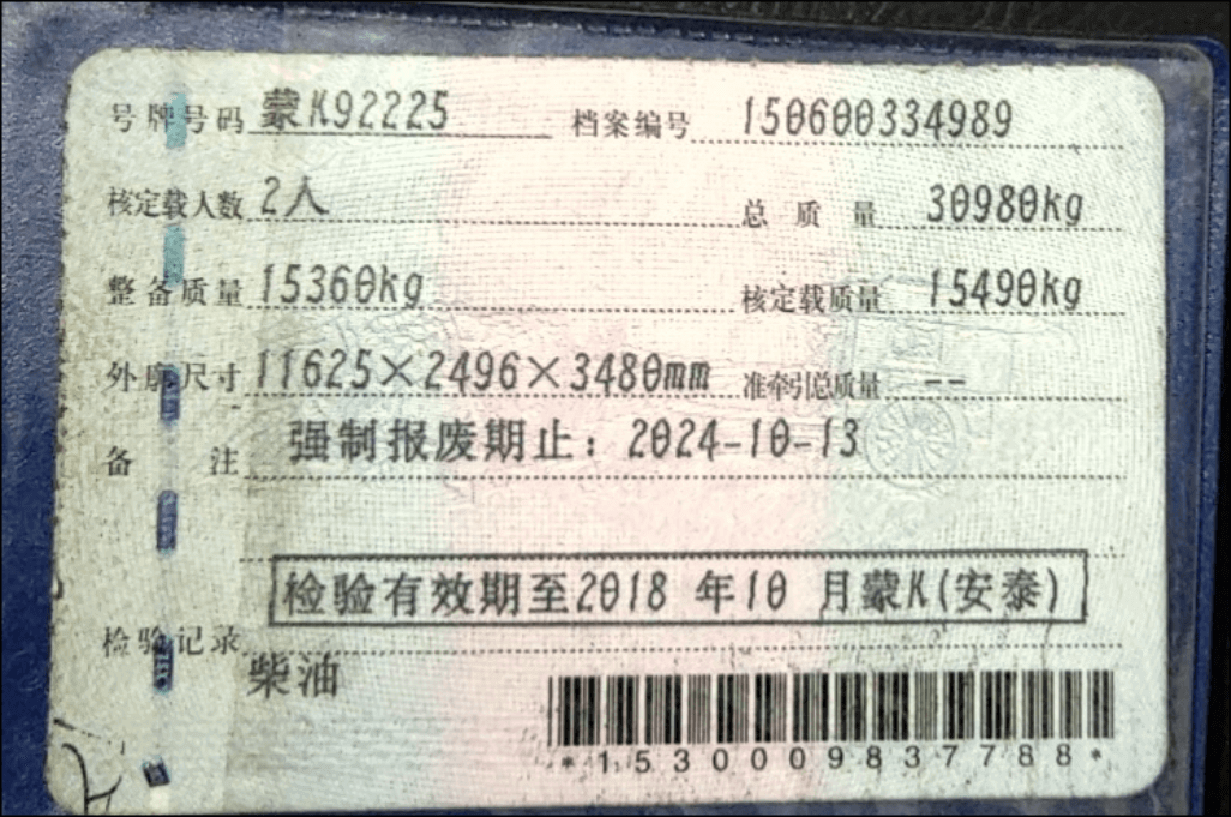 号牌号码 蒙K92225 档案编号 150600334989
核定载人数 2人 总质量 30980kg
整备质量 15360kg 核定载质量 15490kg
外廓尺寸 11625×2496×3480mm 准牵引总质量 --
备注 强制报废期止：2024-10-13
检验有效期至2018 年10 月蒙K(安泰)
检验记录
柴油
*1530009837788*